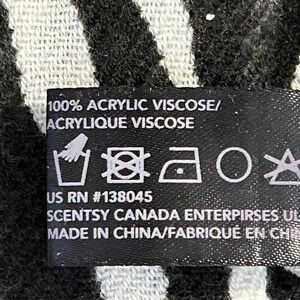 100% ACRYLIC VISCOSE/
ACRYLIQUE VISCOSE
US RN #138045
SCENTSY CANADA ENTERPIRSES UL
MADE IN CHINA/FABRIQUÉ EN CHIN